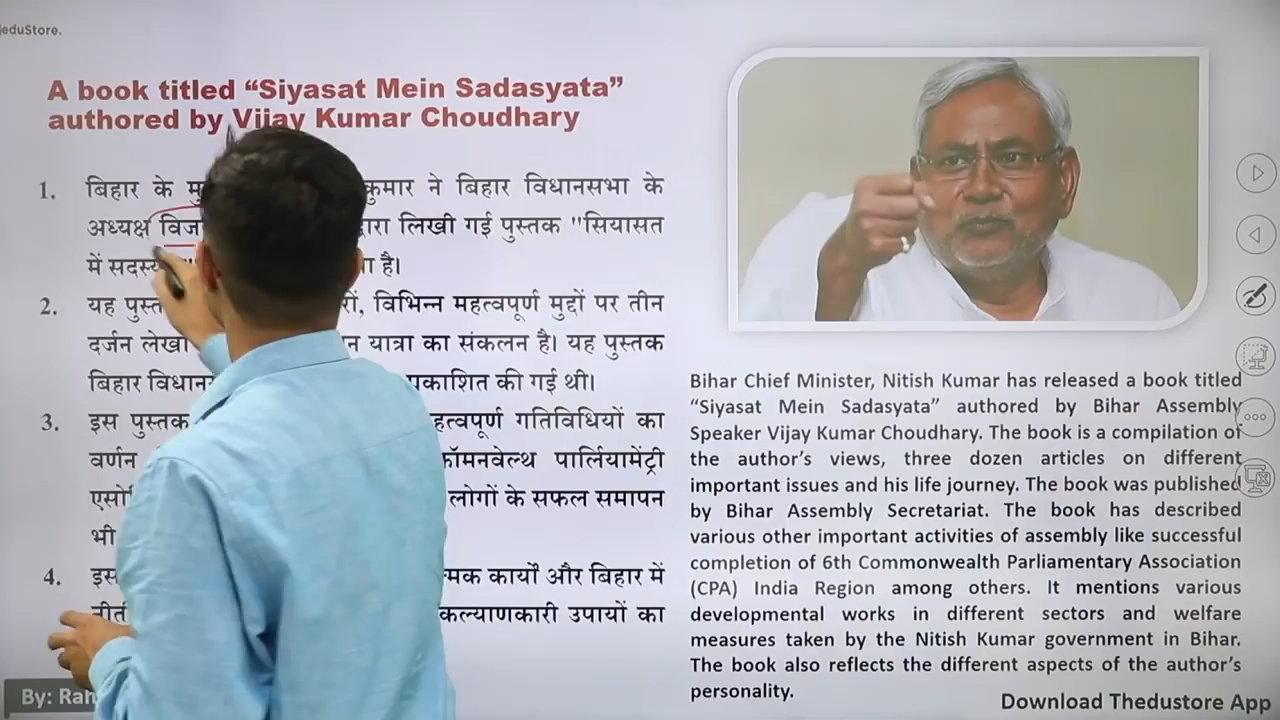 eduStore.
A book titled “Siyasat Mein Sadasyata”
authored by Vijay Kumar Choudhary
1. बिहार के कुमार ने बिहार विधानसभा के
अध्यक्ष लिखी गई पुस्तक "सियासत
में है।
2. यह विभिन्न महत्वपूर्ण मुद्दों पर तीन
दर्जन यात्रा का संकलन है। यह पुस्तक
बिहार प्रकाशित की गई थी।
3. इस पुस्तक गतिविधियों का
वर्णन पार्लियामेंट्री
लोगों के सफल समापन
भी
4. कार्यों और बिहार में
कल्याणकारी उपायों का
Bihar Chief Minister, Nitish Kumar has released a book titled
“Siyasat Mein Sadasyata” authored by Bihar Assembly
Speaker Vijay Kumar Choudhary. The book is a compilation of
the author’s views, three dozen articles on different
important issues and his life journey. The book was published
by Bihar Assembly Secretariat. The book has described
various other important activities of assembly like successful
completion of 6th Commonwealth Parliamentary Association
(CPA) India Region among others. It mentions various
developmental works in different sectors and welfare
measures taken by the Nitish Kumar government in Bihar.
The book also reflects the different aspects of the author’s
personality.
By:
Download Thedustore App